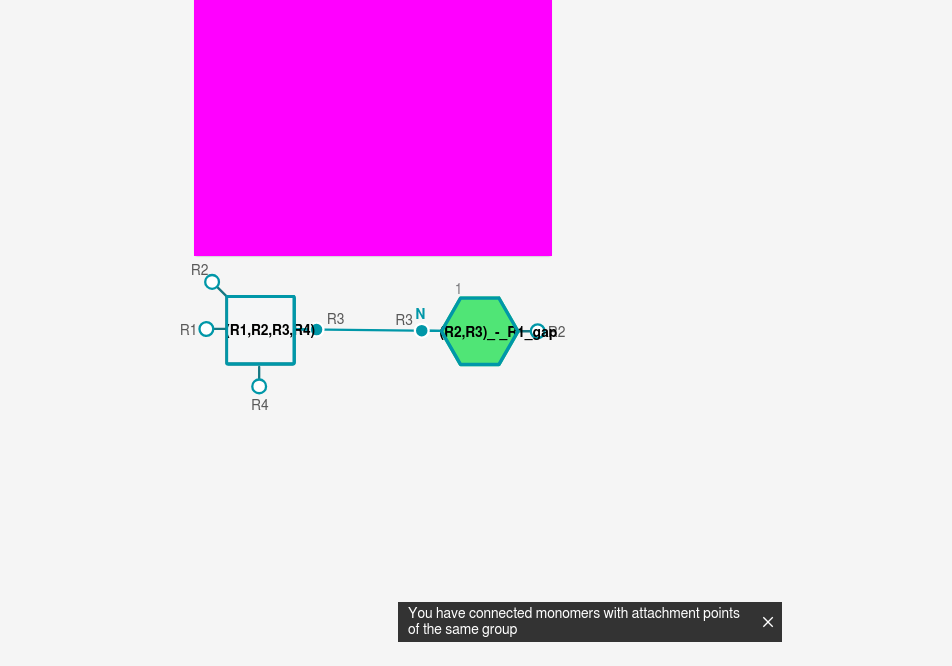 R2
R1
(R1,R2,R3,R4)
R3
R4
R3
N
1
(R2,R3)_-_R1_gap
R2
You have connected monomers with attachment points
of the same group